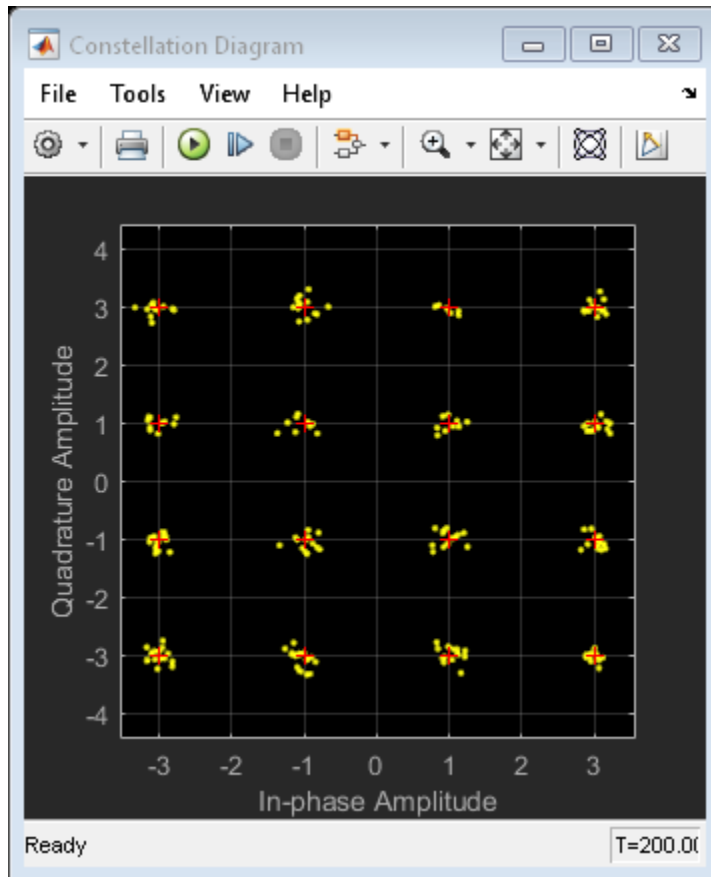 Constellation Diagram
File Tools View Help
4
3
2
1
0
-1
-2
-3
-4
Quadrature Amplitude
-3 -2 -1 0 1 2 3
In-phase Amplitude
Ready T=200.00